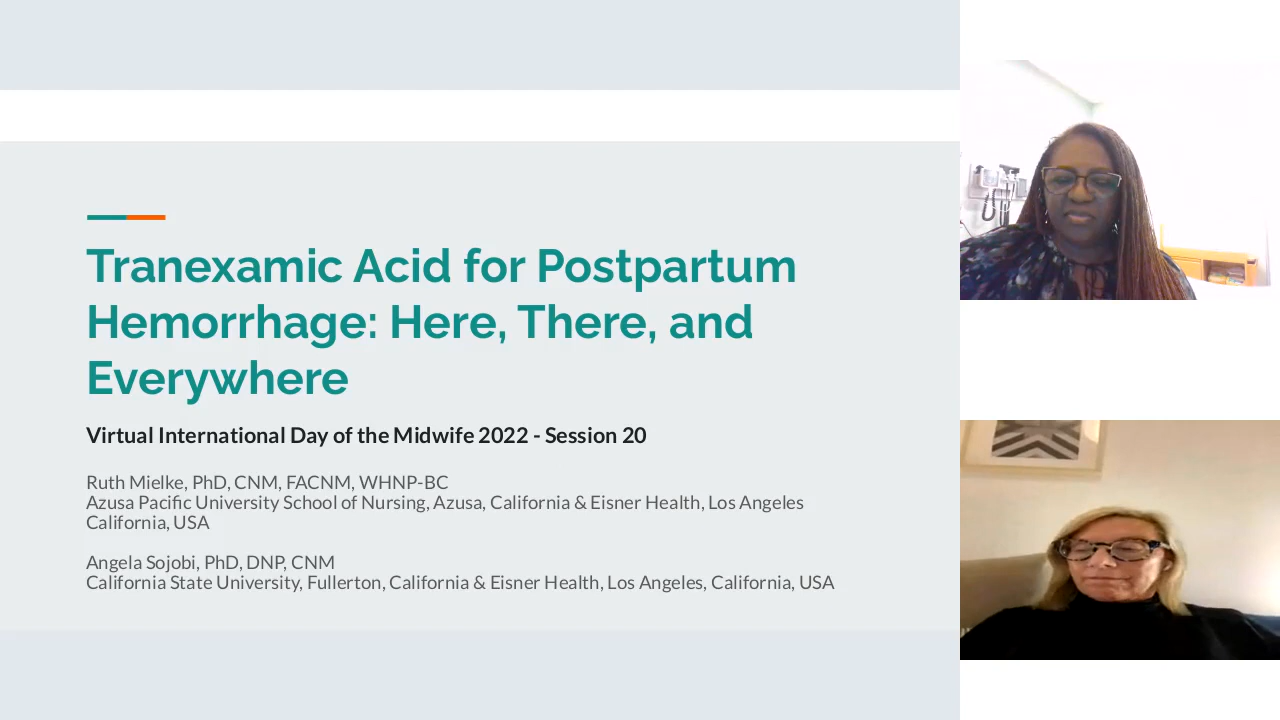 Tranexamic Acid for Postpartum
Hemorrhage: Here, There, and
Everywhere
Virtual International Day of the Midwife 2022 - Session 20
Ruth Mielke, PhD, CNM, FACNM, WHNP-BC
Azusa Pacific University School of Nursing, Azusa, California & Eisner Health, Los Angeles
California, USA
Angela Sojobi, PhD, DNP, CNM
California State University, Fullerton, California & Eisner Health, Los Angeles, California, USA